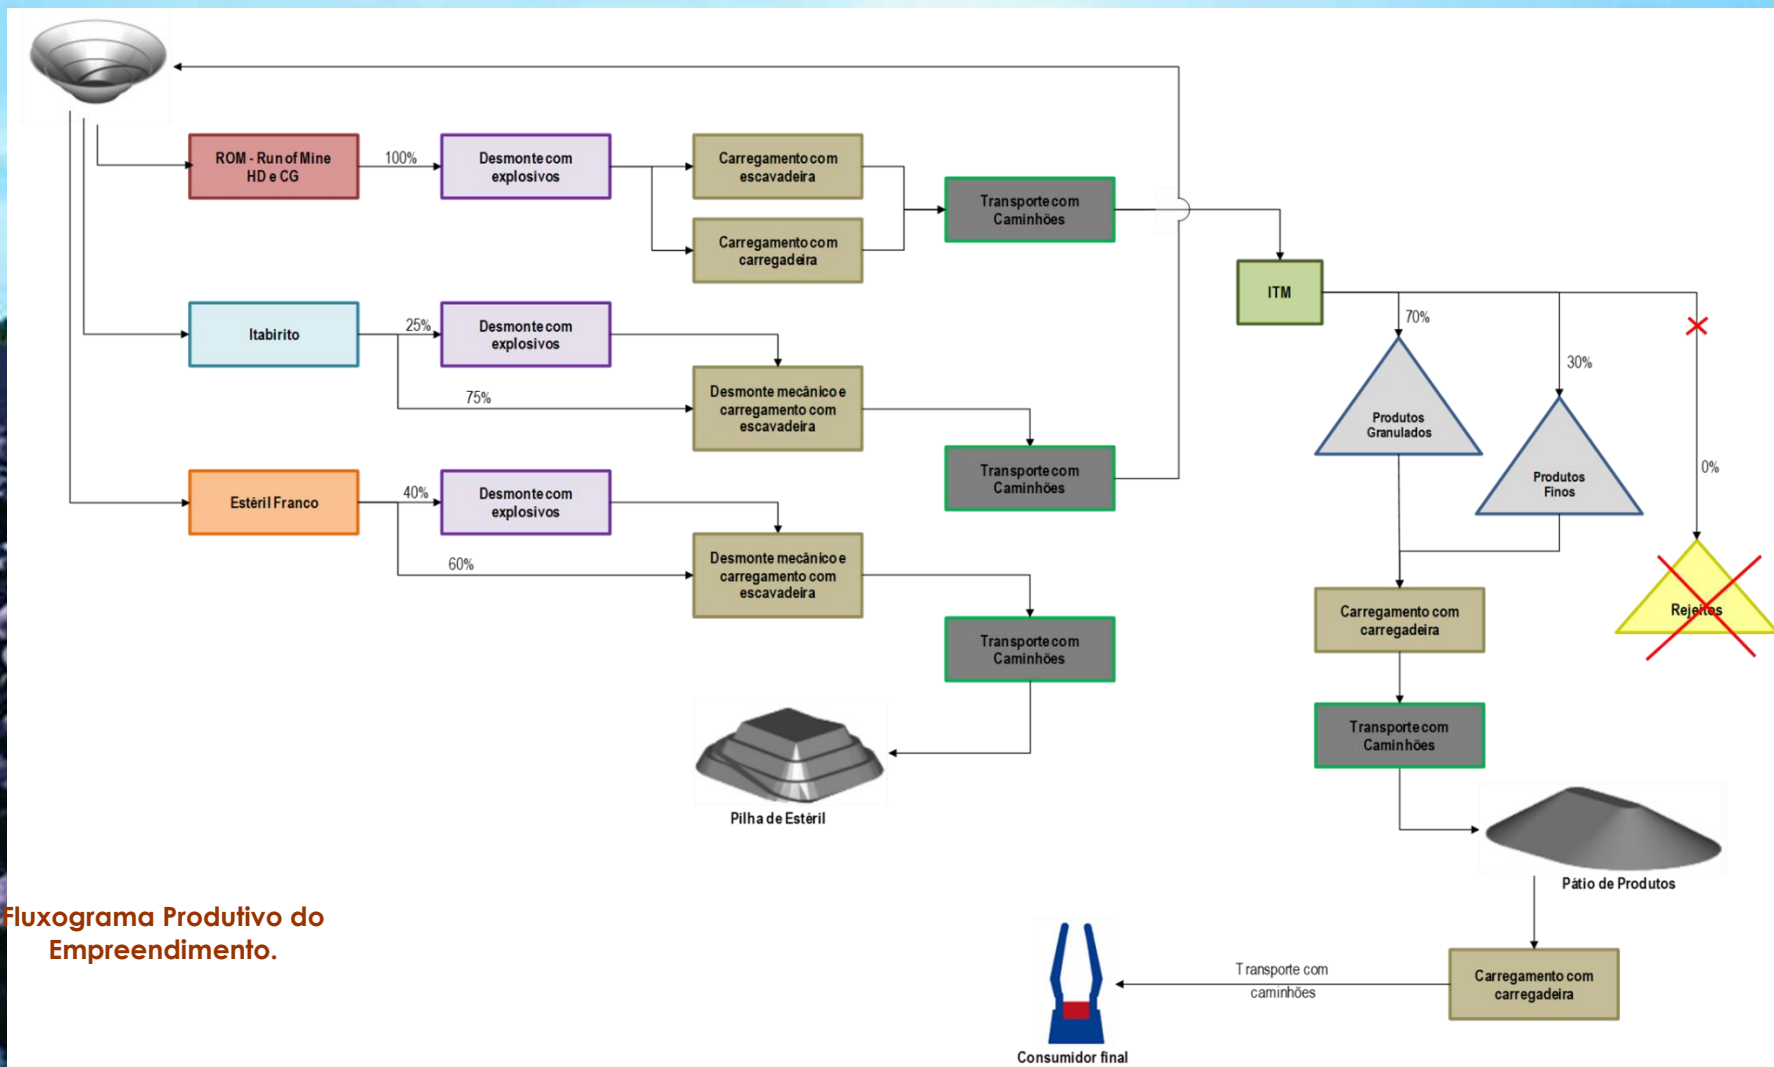 ROM - Run of Mine
HD e CG
100%
Desmonte com
explosivos
Carregamento com
escavadeira
Carregamento com
carregadeira
Transporte com
Caminhões
ITM
Itabirito
25%
75%
Desmonte com
explosivos
Desmonte mecânico e
carregamento com
escavadeira
Transporte com
Caminhões
Estéril Franco
40%
60%
Desmonte com
explosivos
Desmonte mecânico e
carregamento com
escavadeira
Transporte com
Caminhões
Pilha de Estéril
70%
30%
0%
Produtos
Granulados
Produtos
Finos
Rejeitos
Carregamento com
carregadeira
Transporte com
Caminhões
Pátio de Produtos
Carregamento com
carregadeira
Transporte com
caminhões
Consumidor final
Fluxograma Produtivo do
Empreendimento.